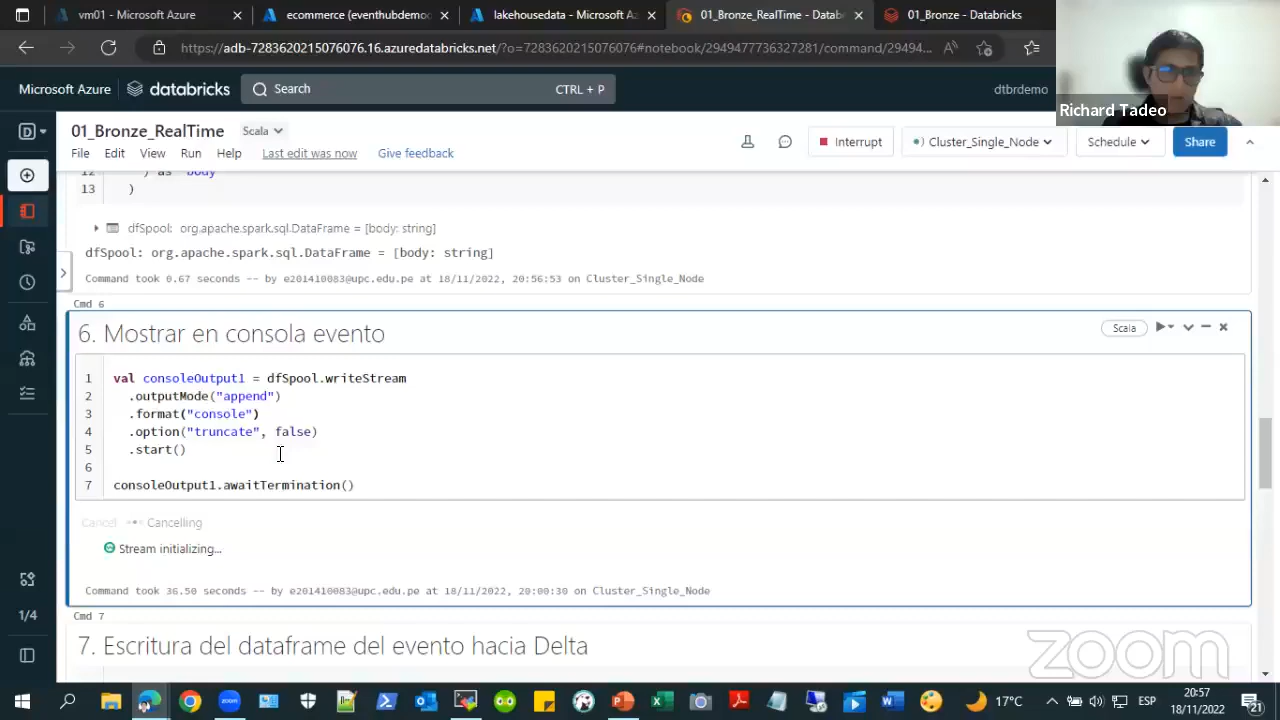 vm01 - Microsoft Azure
ecommerce (eventhubdemo
lakehousedata - Microsoft Az
01_Bronze_RealTime - Datab
01_Bronze - Databricks
https://adb-7283620215076076.16.azuredatabricks.net/?o=7283620215076076#notebook/2949477736327281/command/29494...
Richard Tadeo
Microsoft Azure
databricks
Search
CTRL + P
dtbrdemo
01_Bronze_RealTime
Scala
File Edit View Run Help Last edit was now Give feedback
Interrupt
Cluster_Single_Node
Schedule
Share
12 ) as "body"
13 )
dfSpool: org.apache.spark.sql.DataFrame = [body: string]
dfSpool: org.apache.spark.sql.DataFrame = [body: string]
Command took 0.67 seconds -- by e201410083@upc.edu.pe at 18/11/2022, 20:56:53 on Cluster_Single_Node
Cmd 6
6. Mostrar en consola evento
Scala
1 val consoleOutput1 = dfSpool.writeStream
2 .outputMode("append")
3 .format("console")
4 .option("truncate", false)
5 .start()
6
7 consoleOutput1.awaitTermination()
Cancel Cancelling
Stream initializing...
Command took 36.50 seconds -- by e201410083@upc.edu.pe at 18/11/2022, 20:00:30 on Cluster_Single_Node
Cmd 7
7. Escritura del dataframe del evento hacia Delta
1/4
zoom
17°C
ESP
20:57
18/11/2022
21